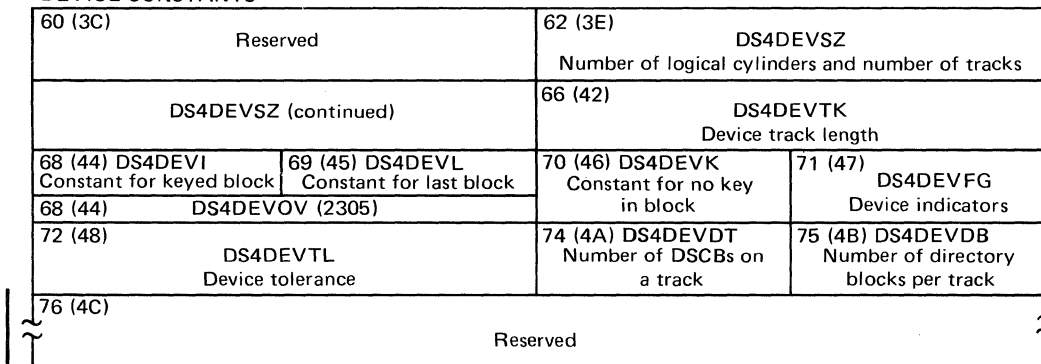 60 (3C)
Reserved
62 (3E)
DS4DEVSZ
Number of logical cylinders and number of tracks
DS4DEVSZ (continued)
66 (42)
DS4DEVTK
Device track length
68 (44) DS4DEVI
Constant for keyed block
69 (45) DS4DEVL
Constant for last block
68 (44) DS4DEVOV (2305)
70 (46) DS4DEVK
Constant for no key
in block
71 (47)
DS4DEVFG
Device indicators
72 (48)
DS4DEVTL
Device tolerance
74 (4A) DS4DEVDT
Number of DSCBs on
a track
75 (4B) DS4DEVDB
Number of directory
blocks per track
76 (4C)
Reserved